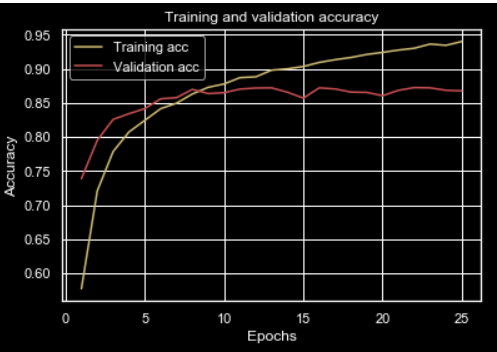 Training and validation accuracy
0.95
Training acc
0.90
Validation acc
0.85
0.80
0.75
0.70
0.65
0.60
Accuracy
0
5
10
15
20
25
Epochs